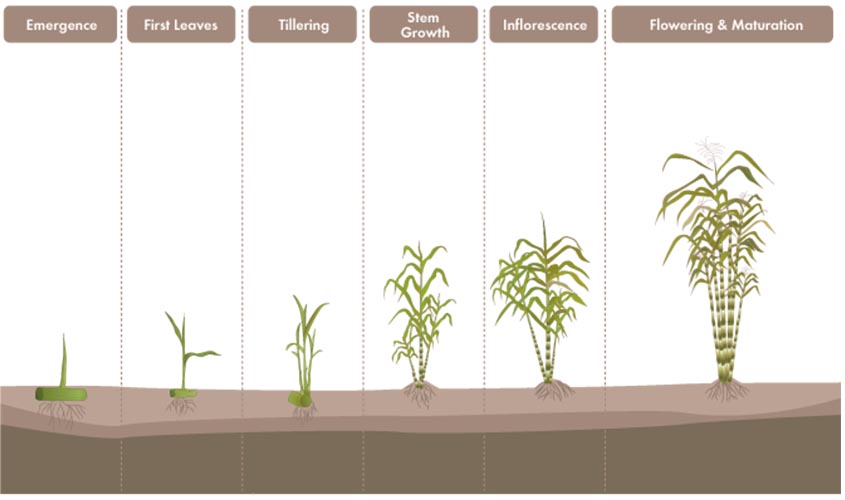 Emergence
First Leaves
Tillering
Stem
Growth
Inflorescence
Flowering & Maturation